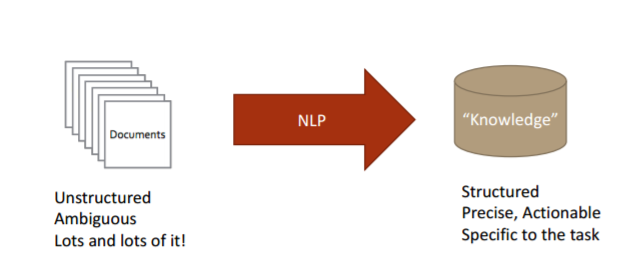 Documents
NLP
“Knowledge”
Unstructured
Ambiguous
Lots and lots of it!
Structured
Precise, Actionable
Specific to the task